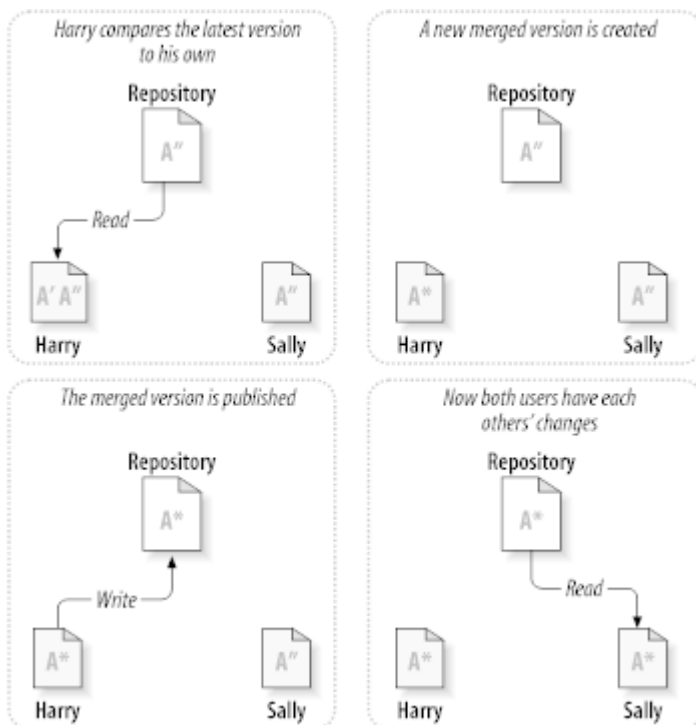 Harry compares the latest version
to his own
Repository
A″
Read
A′ A″
A″
Harry
Sally
A new merged version is created
Repository
A″
A*
A″
Harry
Sally
The merged version is published
Repository
A*
Write
A*
A″
Harry
Sally
Now both users have each
others’ changes
Repository
A*
Read
A*
A*
Harry
Sally